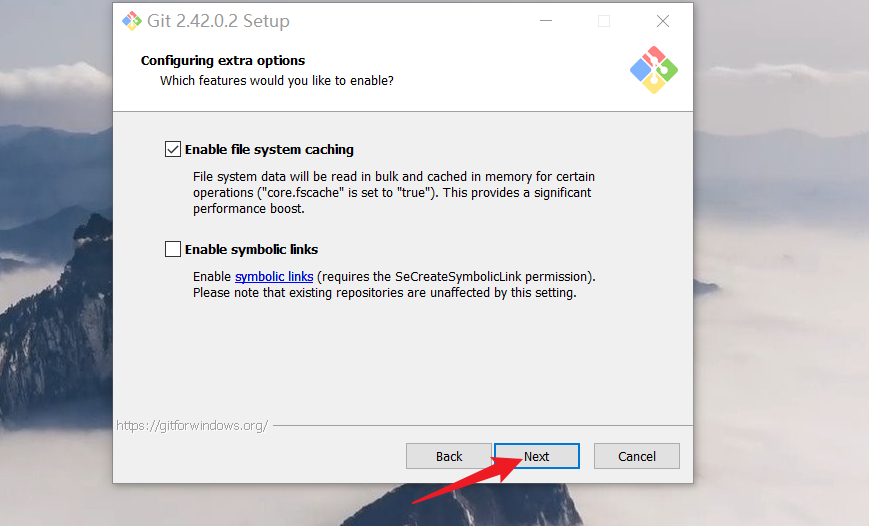 Git 2.42.0.2 Setup
Configuring extra options
Which features would you like to enable?
Enable file system caching
File system data will be read in bulk and cached in memory for certain
operations ("core.fscache" is set to "true"). This provides a significant
performance boost.
Enable symbolic links
Enable symbolic links (requires the SeCreateSymbolicLink permission).
Please note that existing repositories are unaffected by this setting.
https://gitforwindows.org/
Back Next Cancel